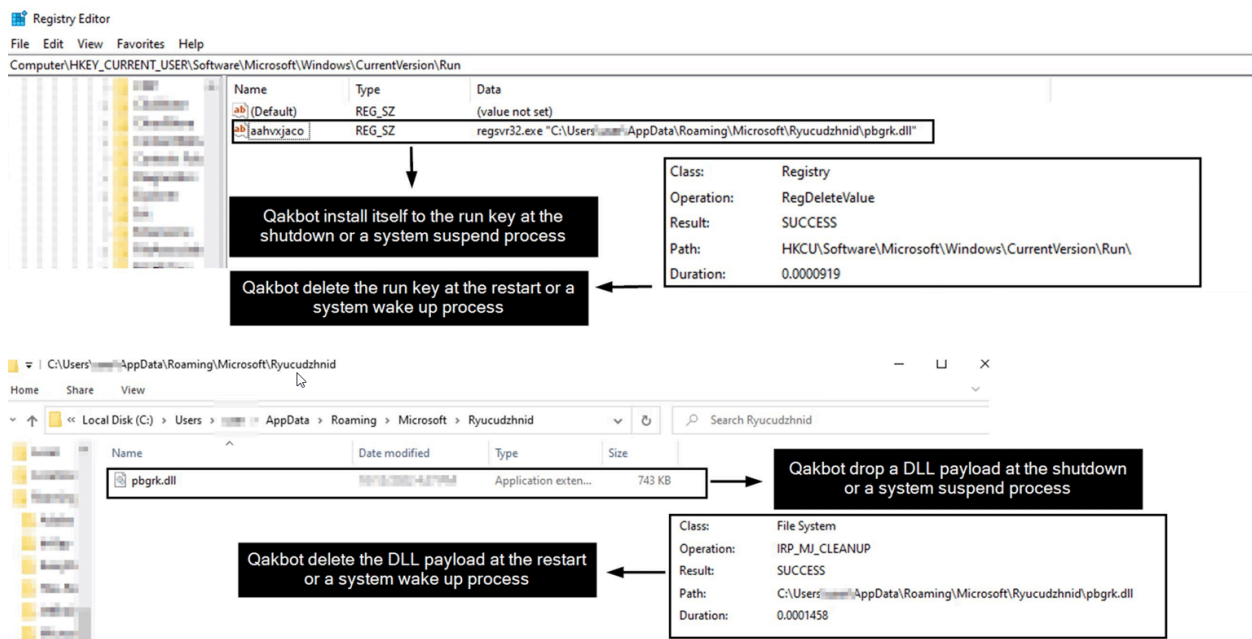 Registry Editor
File Edit View Favorites Help
Computer\HKEY_CURRENT_USER\Software\Microsoft\Windows\CurrentVersion\Run
Name Type Data
(Default) REG_SZ (value not set)
aahvxjaco REG_SZ regsvr32.exe "C:\Users\ \AppData\Roaming\Microsoft\Ryucudzhnid\pbgrk.dll"
Qakbot install itself to the run key at the
shutdown or a system suspend process
Class: Registry
Operation: RegDeleteValue
Result: SUCCESS
Path: HKCU\Software\Microsoft\Windows\CurrentVersion\Run\
Duration: 0.0000919
Qakbot delete the run key at the restart or a
system wake up process
C:\Users\ \AppData\Roaming\Microsoft\Ryucudzhnid
Home Share View
« Local Disk (C:) › Users › AppData › Roaming › Microsoft › Ryucudzhnid
Search Ryucudzhnid
Name Date modified Type Size
pbgrk.dll Application exten... 743 KB
Qakbot drop a DLL payload at the shutdown
or a system suspend process
Qakbot delete the DLL payload at the restart
or a system wake up process
Class: File System
Operation: IRP_MJ_CLEANUP
Result: SUCCESS
Path: C:\Users\ \AppData\Roaming\Microsoft\Ryucudzhnid\pbgrk.dll
Duration: 0.0001458